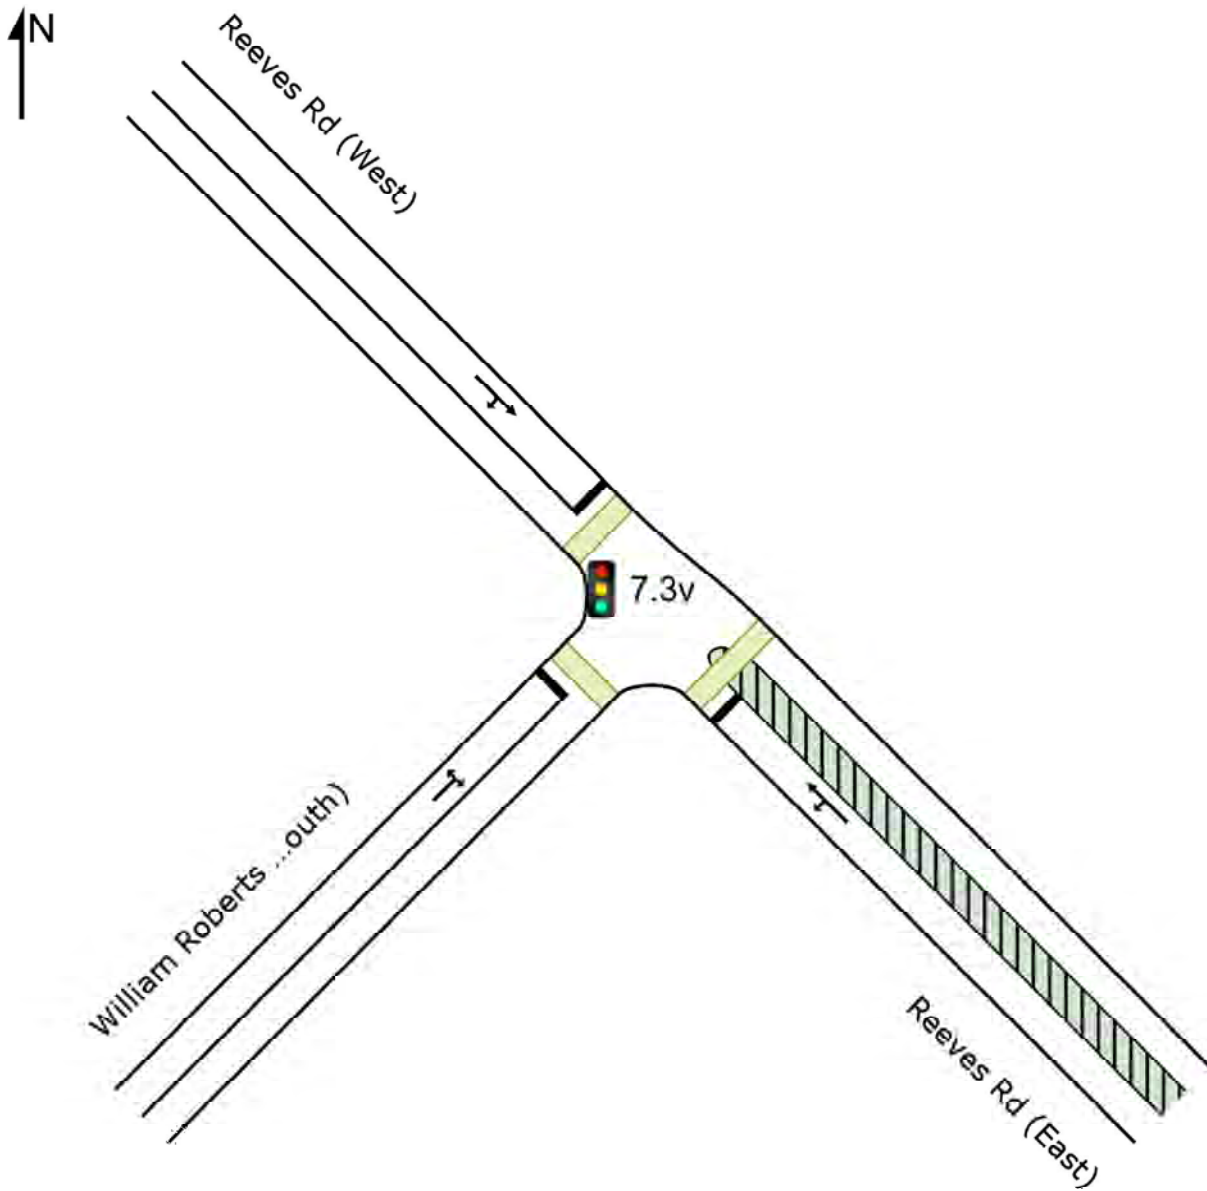 N
Reeves Rd (West)
7.3v
William Roberts ...outh)
Reeves Rd (East)